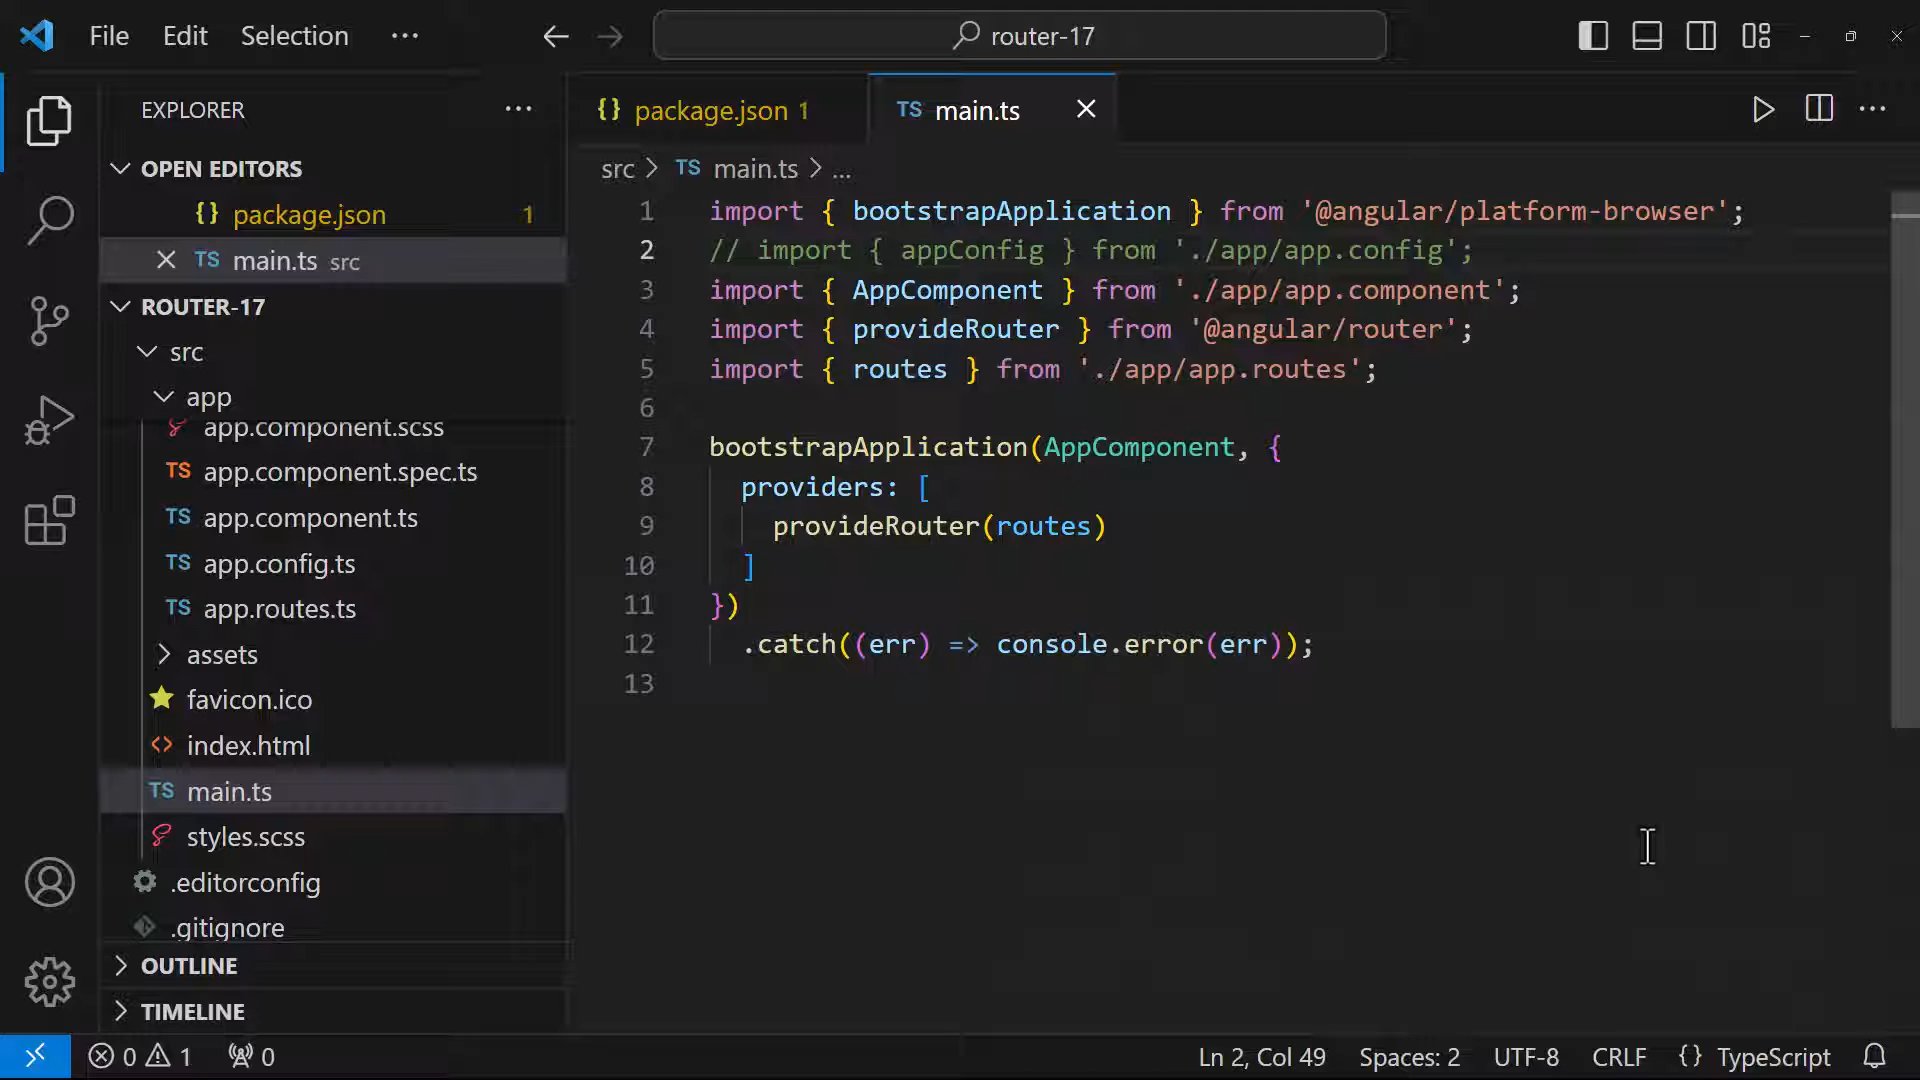 File Edit Selection ···
router-17
EXPLORER ···
OPEN EDITORS
{} package.json 1
TS main.ts src
ROUTER-17
src
app
app.component.scss
TS app.component.spec.ts
TS app.component.ts
TS app.config.ts
TS app.routes.ts
assets
favicon.ico
<> index.html
TS main.ts
styles.scss
.editorconfig
.gitignore
OUTLINE
TIMELINE
{} package.json 1
TS main.ts
src > TS main.ts > ...
1 import { bootstrapApplication } from '@angular/platform-browser';
2 // import { appConfig } from './app/app.config';
3 import { AppComponent } from './app/app.component';
4 import { provideRouter } from '@angular/router';
5 import { routes } from './app/app.routes';
6
7 bootstrapApplication(AppComponent, {
8 providers: [
9 provideRouter(routes)
10 ]
11 })
12 .catch((err) => console.error(err));
13
0 1 0
Ln 2, Col 49 Spaces: 2 UTF-8 CRLF {} TypeScript